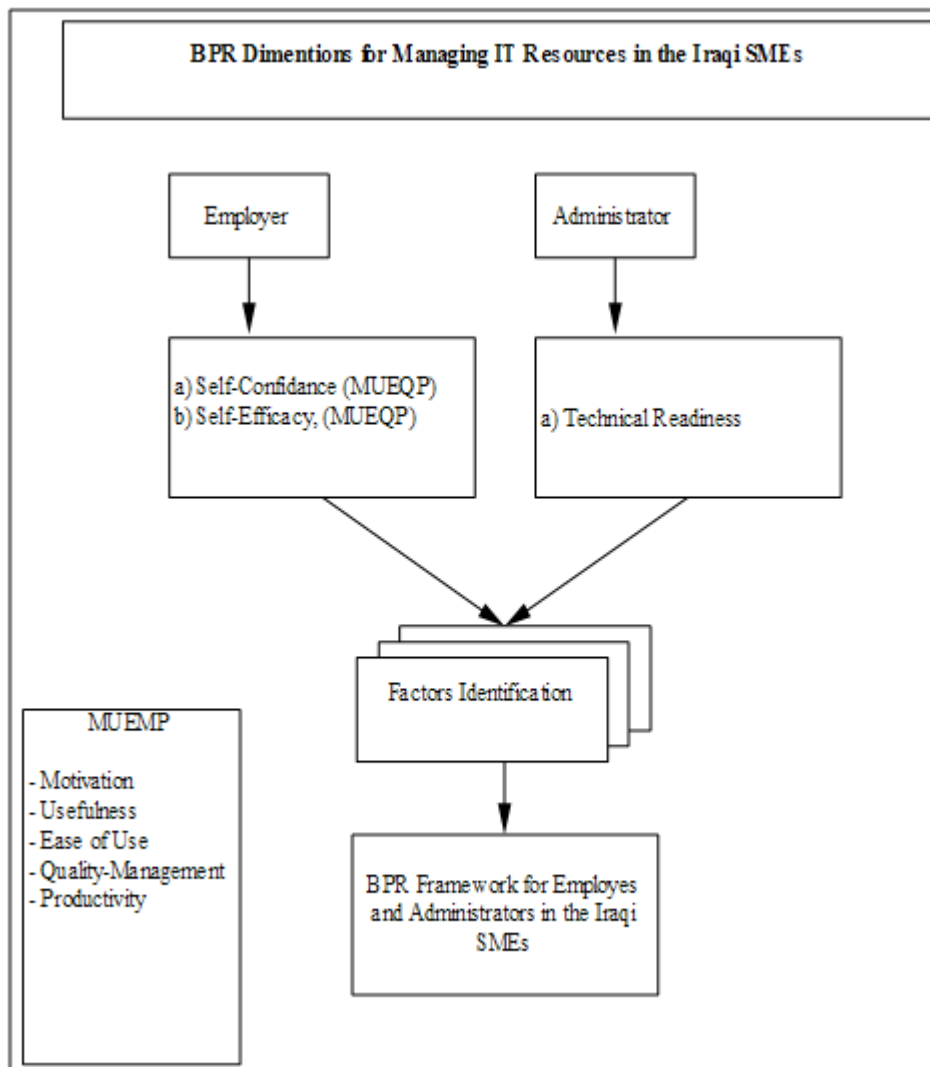 BPR Dimentions for Managing IT Resources in the Iraqi SMEs
Employer
Administrator
a) Self-Confidance (MUEQP)
b) Self-Efficacy, (MUEQP)
a) Technical Readiness
Factors Identification
MUEMP
- Motivation
- Usefulness
- Ease of Use
- Quality-Management
- Productivity
BPR Framework for Employes
and Administrators in the Iraqi
SMEs